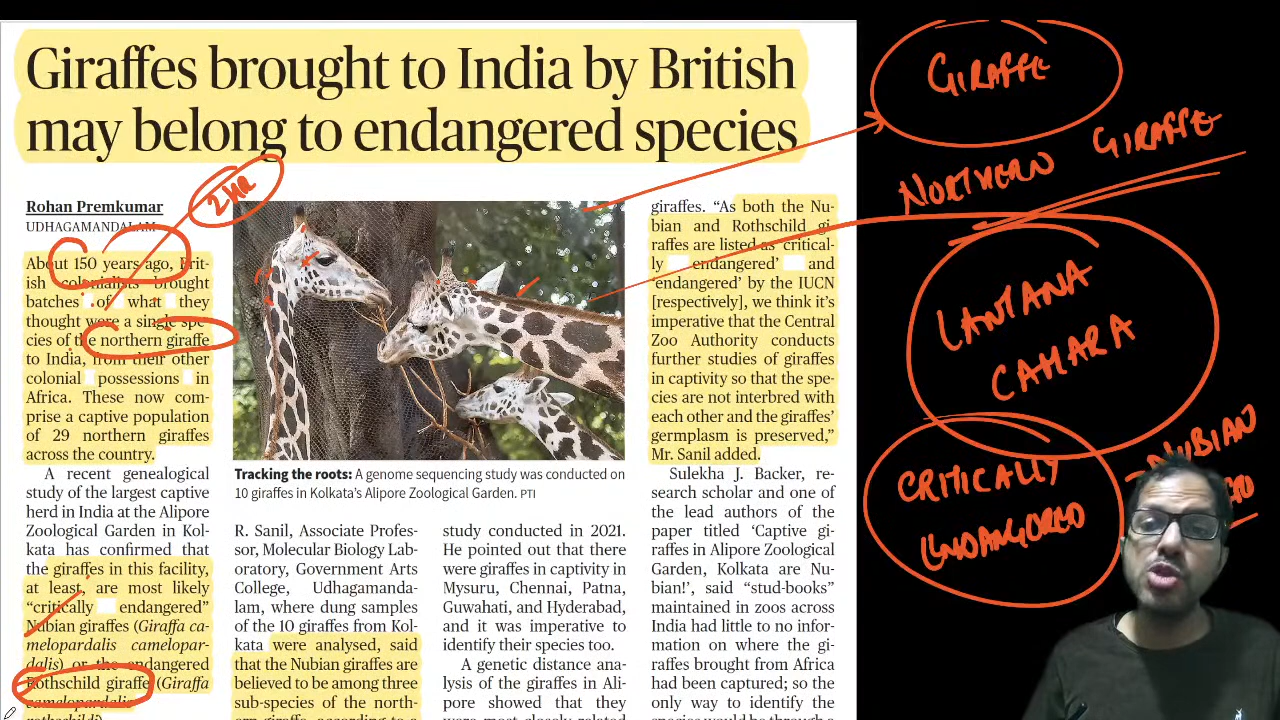 Giraffes brought to India by British
may belong to endangered species
Rohan Premkumar
UDHAGAMANDALAM
About 150 years ago, Brit-
ish colonialists brought
batches of what they
thought were a single spe-
cies of the northern giraffe
to India, from their other
colonial possessions in
Africa. These now com-
prise a captive population
of 29 northern giraffes
across the country.
A recent genealogical
study of the largest captive
herd in India at the Alipore
Zoological Garden in Kol-
kata has confirmed that
the giraffes in this facility,
at least, are most likely
“critically endangered”
Nubian giraffes (Giraffa ca-
melopardalis camelopar-
dalis) or the endangered
Rothschild giraffe (Giraffa
camelopardalis
rothschildi)
Tracking the roots: A genome sequencing study was conducted on
10 giraffes in Kolkata’s Alipore Zoological Garden. PTI
R. Sanil, Associate Profes-
sor, Molecular Biology Lab-
oratory, Government Arts
College, Udhagamanda-
lam, where dung samples
of the 10 giraffes from Kol-
kata were analysed, said
that the Nubian giraffes are
believed to be among three
sub-species of the north-
ern giraffe, according to a
study conducted in 2021.
He pointed out that there
were giraffes in captivity in
Mysuru, Chennai, Patna,
Guwahati, and Hyderabad,
and it was imperative to
identify their species too.
A genetic distance ana-
lysis of the giraffes in Ali-
pore showed that they
were most closely related
giraffes. “As both the Nu-
bian and Rothschild gi-
raffes are listed as ‘critical-
ly endangered’ and
‘endangered’ by the IUCN
[respectively], we think it’s
imperative that the Central
Zoo Authority conducts
further studies of giraffes
in captivity so that the spe-
cies are not interbred with
each other and the giraffes’
germplasm is preserved,”
Mr. Sanil added.
Sulekha J. Backer, re-
search scholar and one of
the lead authors of the
paper titled ‘Captive gi-
raffes in Alipore Zoological
Garden, Kolkata are Nu-
bian!’, said “stud-books”
maintained in zoos across
India had little to no infor-
mation on where the gi-
raffes brought from Africa
had been captured; so the
only way to identify the
species would be through a
GIRAFFE
NORTHERN GIRAFFE
LANTANA
CAMARA
CRITICALLY
ENDANGERED
NUBIAN